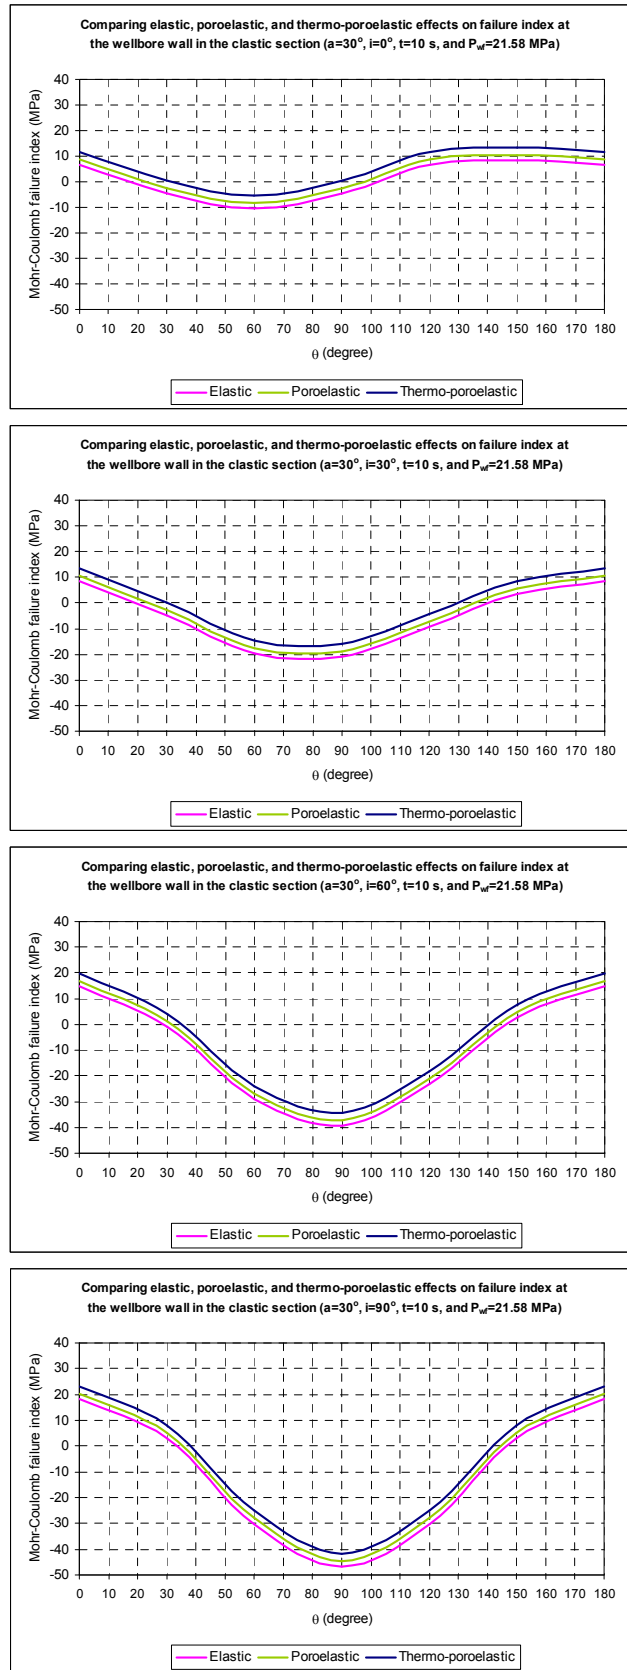 Comparing elastic, poroelastic, and thermo-poroelastic effects on failure index at
the wellbore wall in the clastic section (a=30°, i=0°, t=10 s, and Pwf=21.58 MPa)
Mohr-Coulomb failure index (MPa)
40
30
20
10
0
-10
-20
-30
-40
-50
0 10 20 30 40 50 60 70 80 90 100 110 120 130 140 150 160 170 180
θ (degree)
Elastic Poroelastic Thermo-poroelastic
Comparing elastic, poroelastic, and thermo-poroelastic effects on failure index at
the wellbore wall in the clastic section (a=30°, i=30°, t=10 s, and Pwf=21.58 MPa)
Mohr-Coulomb failure index (MPa)
40
30
20
10
0
-10
-20
-30
-40
-50
0 10 20 30 40 50 60 70 80 90 100 110 120 130 140 150 160 170 180
θ (degree)
Elastic Poroelastic Thermo-poroelastic
Comparing elastic, poroelastic, and thermo-poroelastic effects on failure index at
the wellbore wall in the clastic section (a=30°, i=60°, t=10 s, and Pwf=21.58 MPa)
Mohr-Coulomb failure index (MPa)
40
30
20
10
0
-10
-20
-30
-40
-50
0 10 20 30 40 50 60 70 80 90 100 110 120 130 140 150 160 170 180
θ (degree)
Elastic Poroelastic Thermo-poroelastic
Comparing elastic, poroelastic, and thermo-poroelastic effects on failure index at
the wellbore wall in the clastic section (a=30°, i=90°, t=10 s, and Pwf=21.58 MPa)
Mohr-Coulomb failure index (MPa)
40
30
20
10
0
-10
-20
-30
-40
-50
0 10 20 30 40 50 60 70 80 90 100 110 120 130 140 150 160 170 180
θ (degree)
Elastic Poroelastic Thermo-poroelastic